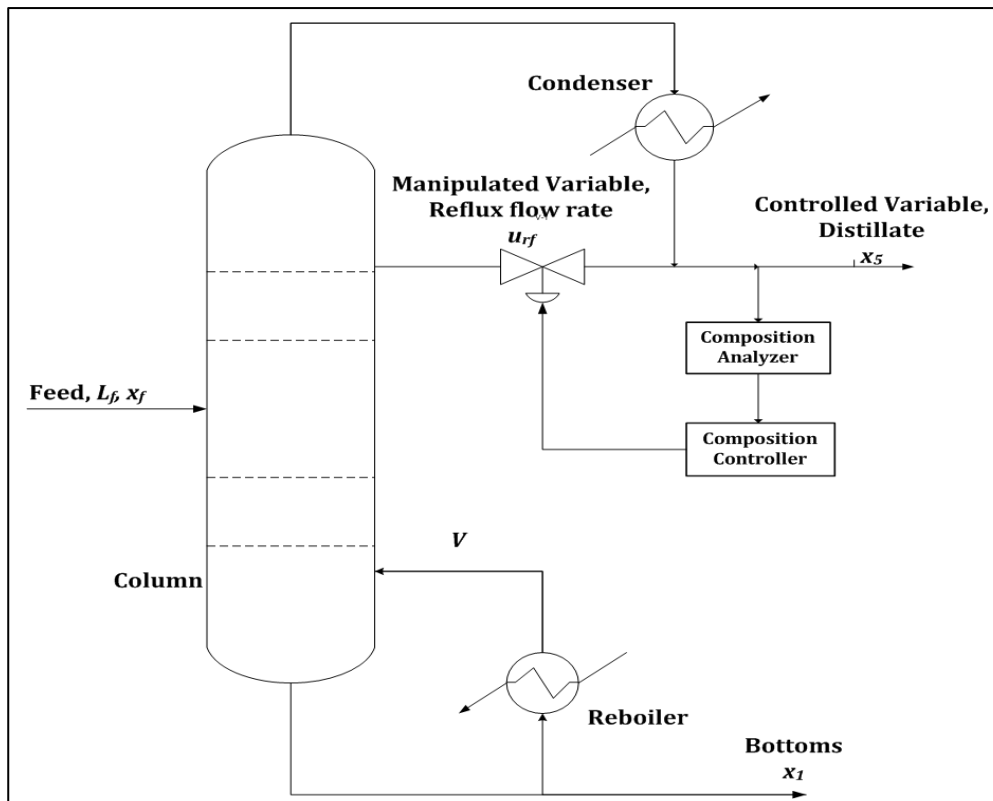 Condenser
Manipulated Variable,
Reflux flow rate
u_rf
Controlled Variable,
Distillate
x_5
Composition
Analyzer
Feed, L_f, x_f
Composition
Controller
V
Column
Reboiler
Bottoms
x_1